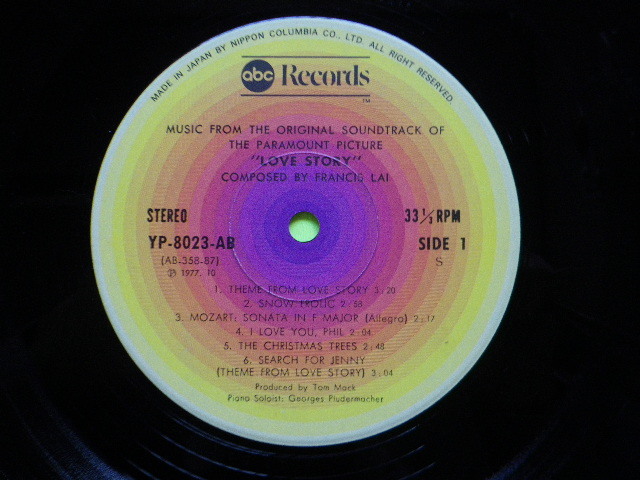 MADE IN JAPAN BY NIPPON COLUMBIA CO., LTD. ALL RIGHT RESERVED.
abc Records
TM
MUSIC FROM THE ORIGINAL SOUNDTRACK OF
THE PARAMOUNT PICTURE
"LOVE STORY"
COMPOSED BY FRANCIS LAI
STEREO 33 1/3 RPM
YP-8023-AB SIDE 1
(AB-358-87) S
Ⓟ 1977. 10
1. THEME FROM LOVE STORY 3:20
2. SNOW FROLIC 2:58
3. MOZART: SONATA IN F MAJOR (Allegro) 2:17
4. I LOVE YOU, PHIL 2:04
5. THE CHRISTMAS TREES 2:48
6. SEARCH FOR JENNY
(THEME FROM LOVE STORY) 3:04
Produced by Tom Mack
Piano Soloist: Georges Pludermacher